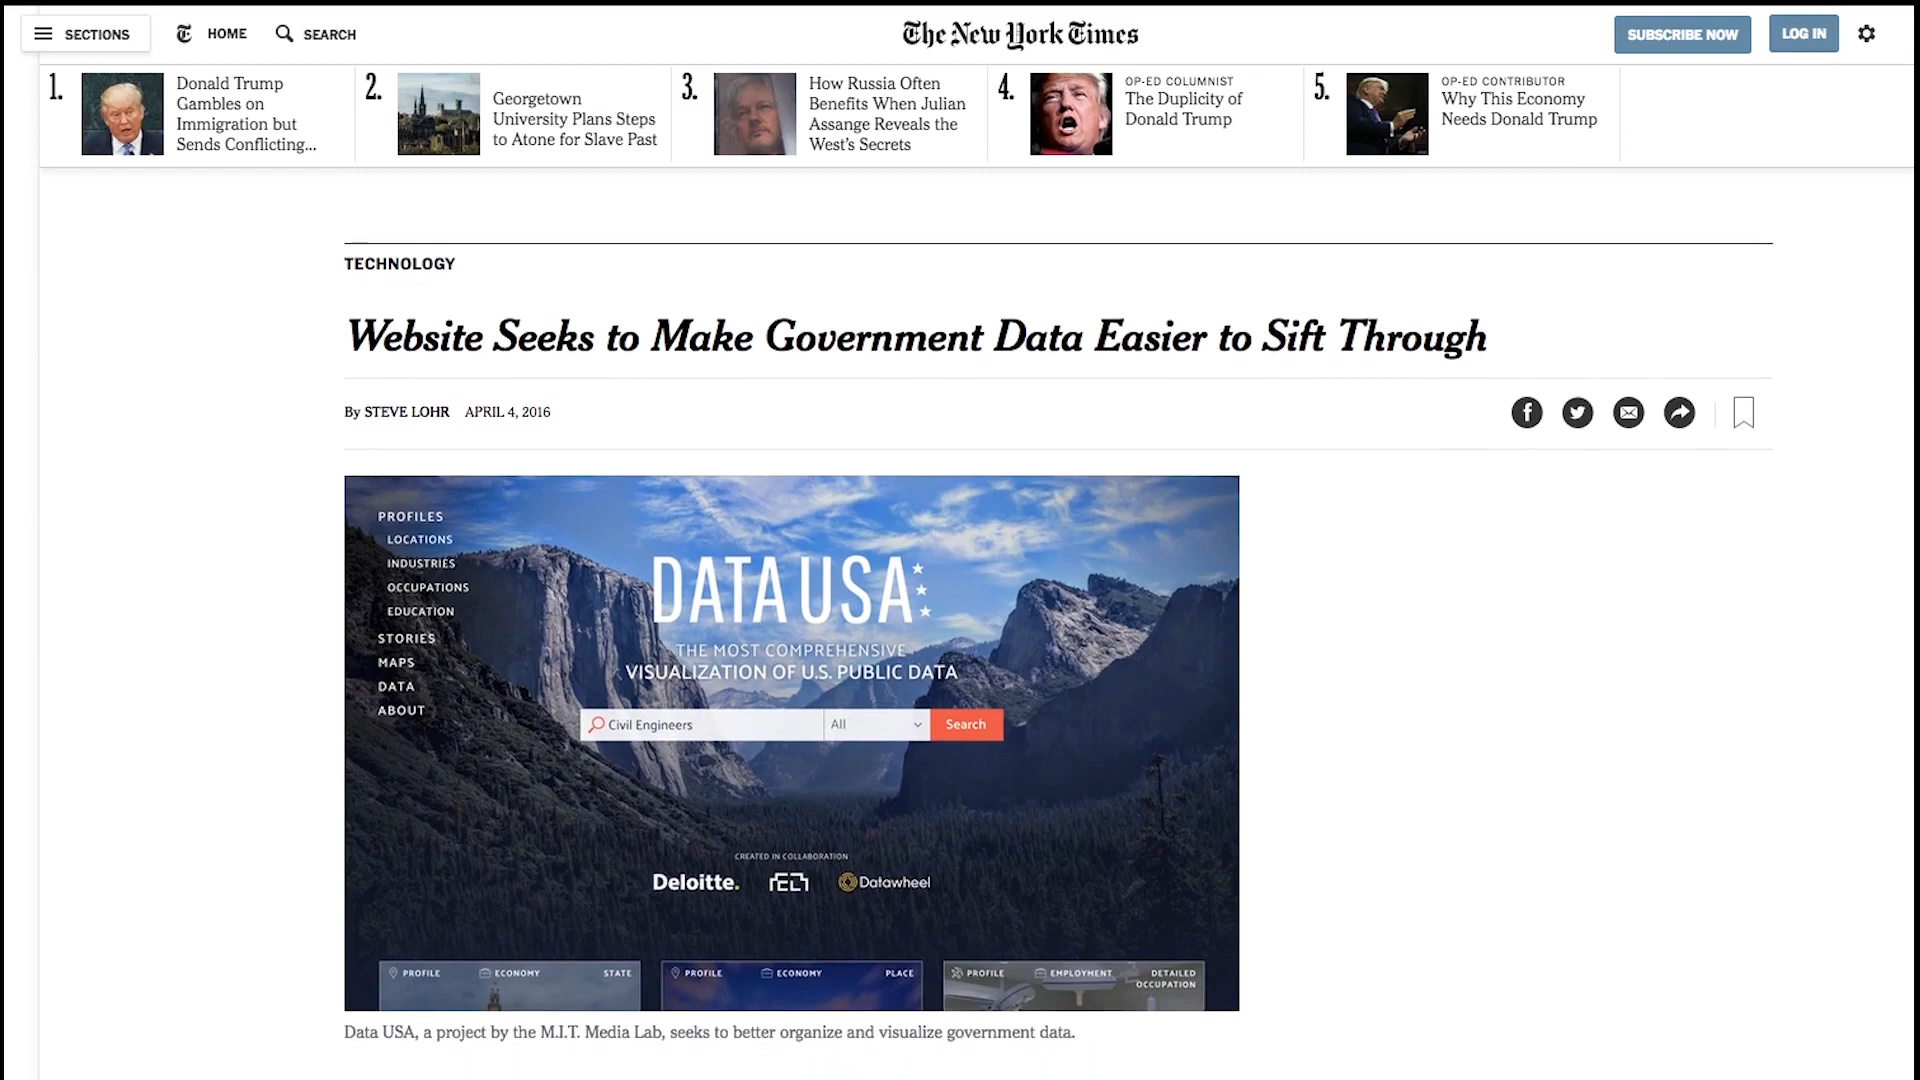 SECTIONS
HOME
SEARCH
The New York Times
SUBSCRIBE NOW
LOG IN
1.
Donald Trump
Gambles on
Immigration but
Sends Conflicting...
2.
Georgetown
University Plans Steps
to Atone for Slave Past
3.
How Russia Often
Benefits When Julian
Assange Reveals the
West's Secrets
4.
OP-ED COLUMNIST
The Duplicity of
Donald Trump
5.
OP-ED CONTRIBUTOR
Why This Economy
Needs Donald Trump
TECHNOLOGY
Website Seeks to Make Government Data Easier to Sift Through
By STEVE LOHR APRIL 4, 2016
PROFILES
LOCATIONS
INDUSTRIES
OCCUPATIONS
EDUCATION
STORIES
MAPS
DATA
ABOUT
DATA USA:
THE MOST COMPREHENSIVE
VISUALIZATION OF U.S. PUBLIC DATA
Civil Engineers
All
Search
CREATED IN COLLABORATION
Deloitte.
Datawheel
PROFILE ECONOMY STATE
PROFILE ECONOMY PLACE
PROFILE EMPLOYMENT DETAILED
OCCUPATION
Data USA, a project by the M.I.T. Media Lab, seeks to better organize and visualize government data.